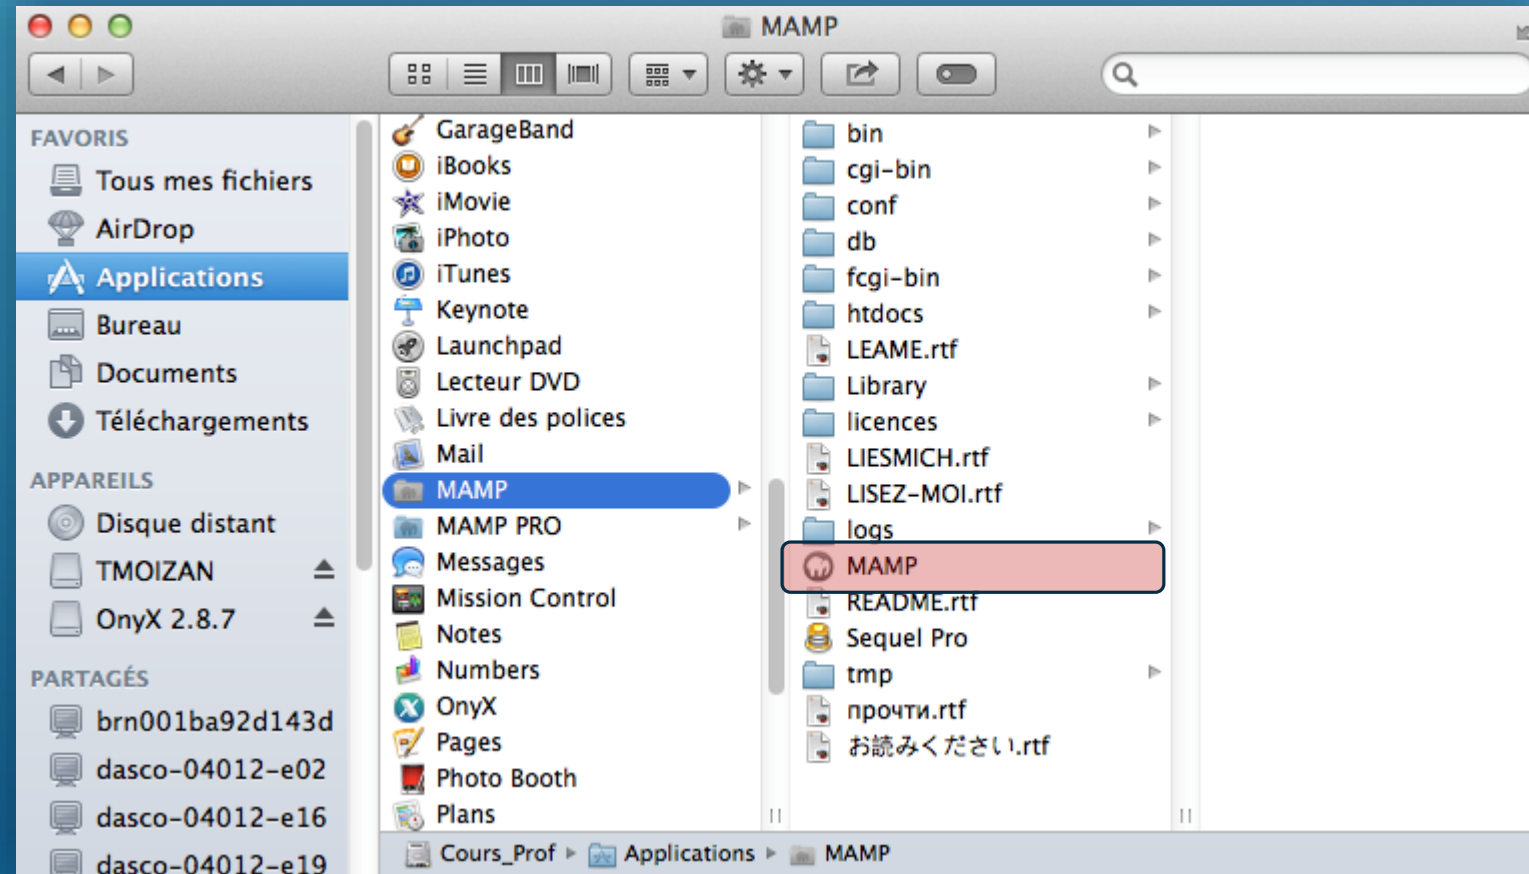 MAMP
FAVORIS
Tous mes fichiers
AirDrop
Applications
Bureau
Documents
Téléchargements
APPAREILS
Disque distant
TMOIZAN
OnyX 2.8.7
PARTAGÉS
brn001ba92d143d
dasco-04012-e02
dasco-04012-e16
dasco-04012-e19
GarageBand
iBooks
iMovie
iPhoto
iTunes
Keynote
Launchpad
Lecteur DVD
Livre des polices
Mail
MAMP
MAMP PRO
Messages
Mission Control
Notes
Numbers
OnyX
Pages
Photo Booth
Plans
bin
cgi-bin
conf
db
fcgi-bin
htdocs
LEAME.rtf
Library
licences
LIESMICH.rtf
LISEZ-MOI.rtf
logs
MAMP
README.rtf
Sequel Pro
tmp
прочти.rtf
お読みください.rtf
Cours_Prof Applications MAMP